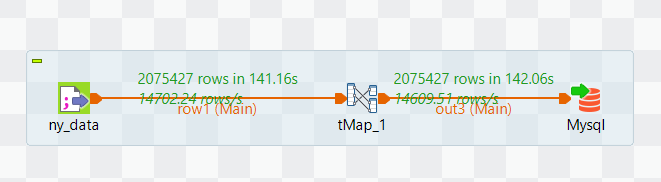 2075427 rows in 141.16s
14702.24 rows/s
row1 (Main)
2075427 rows in 142.06s
14609.51 rows/s
out3 (Main)
ny_data
tMap_1
Mysql